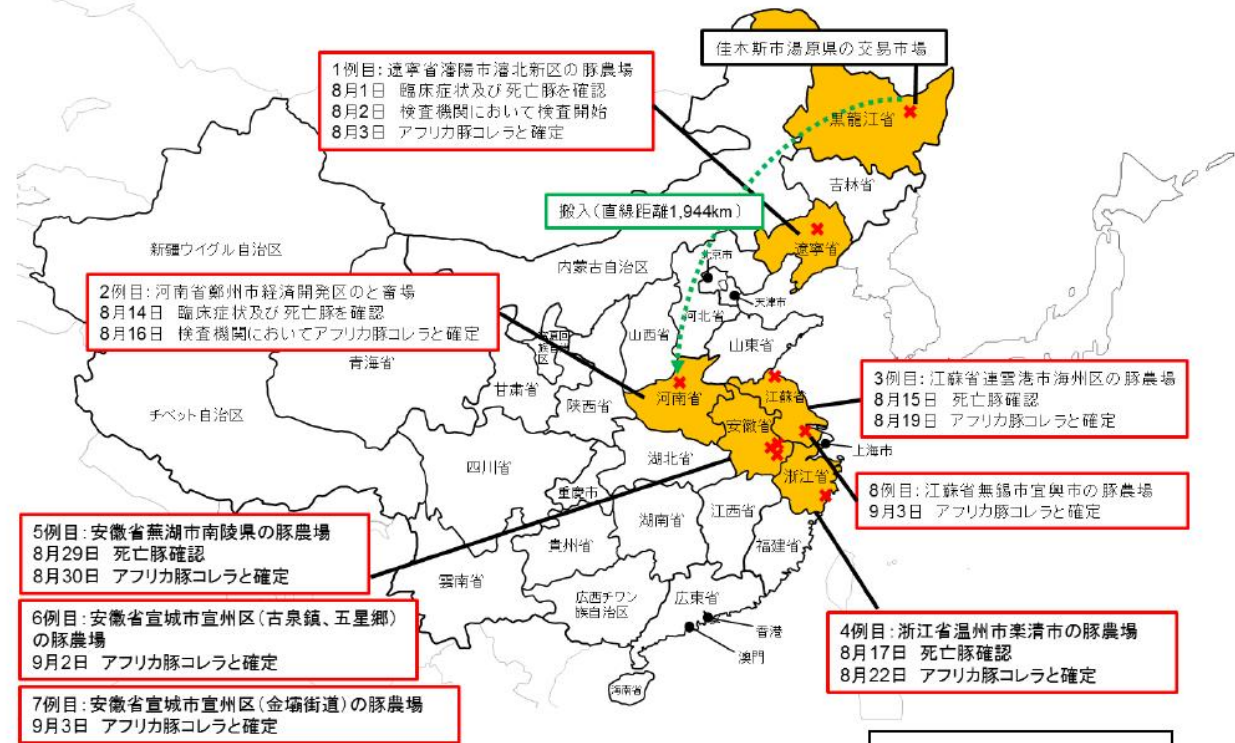 佳木斯市湯原県の交易市場
1例目:遼寧省瀋陽市瀋北新区の豚農場
8月1日 臨床症状及び死亡豚を確認
8月2日 検査機関において検査開始
8月3日 アフリカ豚コレラと確定
黒龍江省
吉林省
搬入(直線距離1,944km)
遼寧省
新疆ウイグル自治区
内蒙古自治区
2例目:河南省鄭州市経済開発区のと畜場
8月14日 臨床症状及び死亡豚を確認
8月16日 検査機関においてアフリカ豚コレラと確定
天津市
河北省
山西省
山東省
青海省
甘粛省
陝西省
河南省
江蘇省
3例目:江蘇省連雲港市海州区の豚農場
8月15日 死亡豚確認
8月19日 アフリカ豚コレラと確定
チベット自治区
安徽省
上海市
四川省
湖北省
重慶市
浙江省
8例目:江蘇省無錫市宜興市の豚農場
9月3日 アフリカ豚コレラと確定
5例目:安徽省蕪湖市南陵県の豚農場
8月29日 死亡豚確認
8月30日 アフリカ豚コレラと確定
湖南省
江西省
貴州省
福建省
雲南省
広西チワン
族自治区
広東省
香港
澳門
海南省
6例目:安徽省宣城市宣州区(古泉鎮、五星郷)
の豚農場
9月2日 アフリカ豚コレラと確定
4例目:浙江省温州市楽清市の豚農場
8月17日 死亡豚確認
8月22日 アフリカ豚コレラと確定
7例目:安徽省宣城市宣州区(金壩街道)の豚農場
9月3日 アフリカ豚コレラと確定